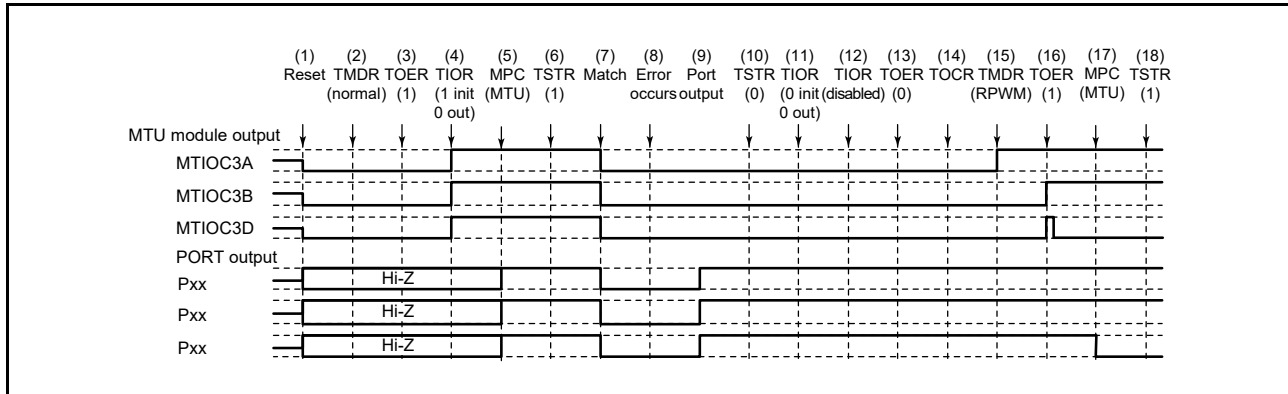 (1) (2) (3) (4) (5) (6) (7) (8) (9) (10) (11) (12) (13) (14) (15) (16) (17) (18)
Reset TMDR TOER TIOR MPC TSTR Match Error Port TSTR TIOR TIOR TOER TOCR TMDR TOER MPC TSTR
(normal) (1) (1 init (MTU) (1) occurs output (0) (0 init (disabled) (0) (RPWM) (1) (MTU) (1)
0 out) 0 out)
MTU module output
MTIOC3A
MTIOC3B
MTIOC3D
PORT output
Pxx Hi-Z
Pxx Hi-Z
Pxx Hi-Z